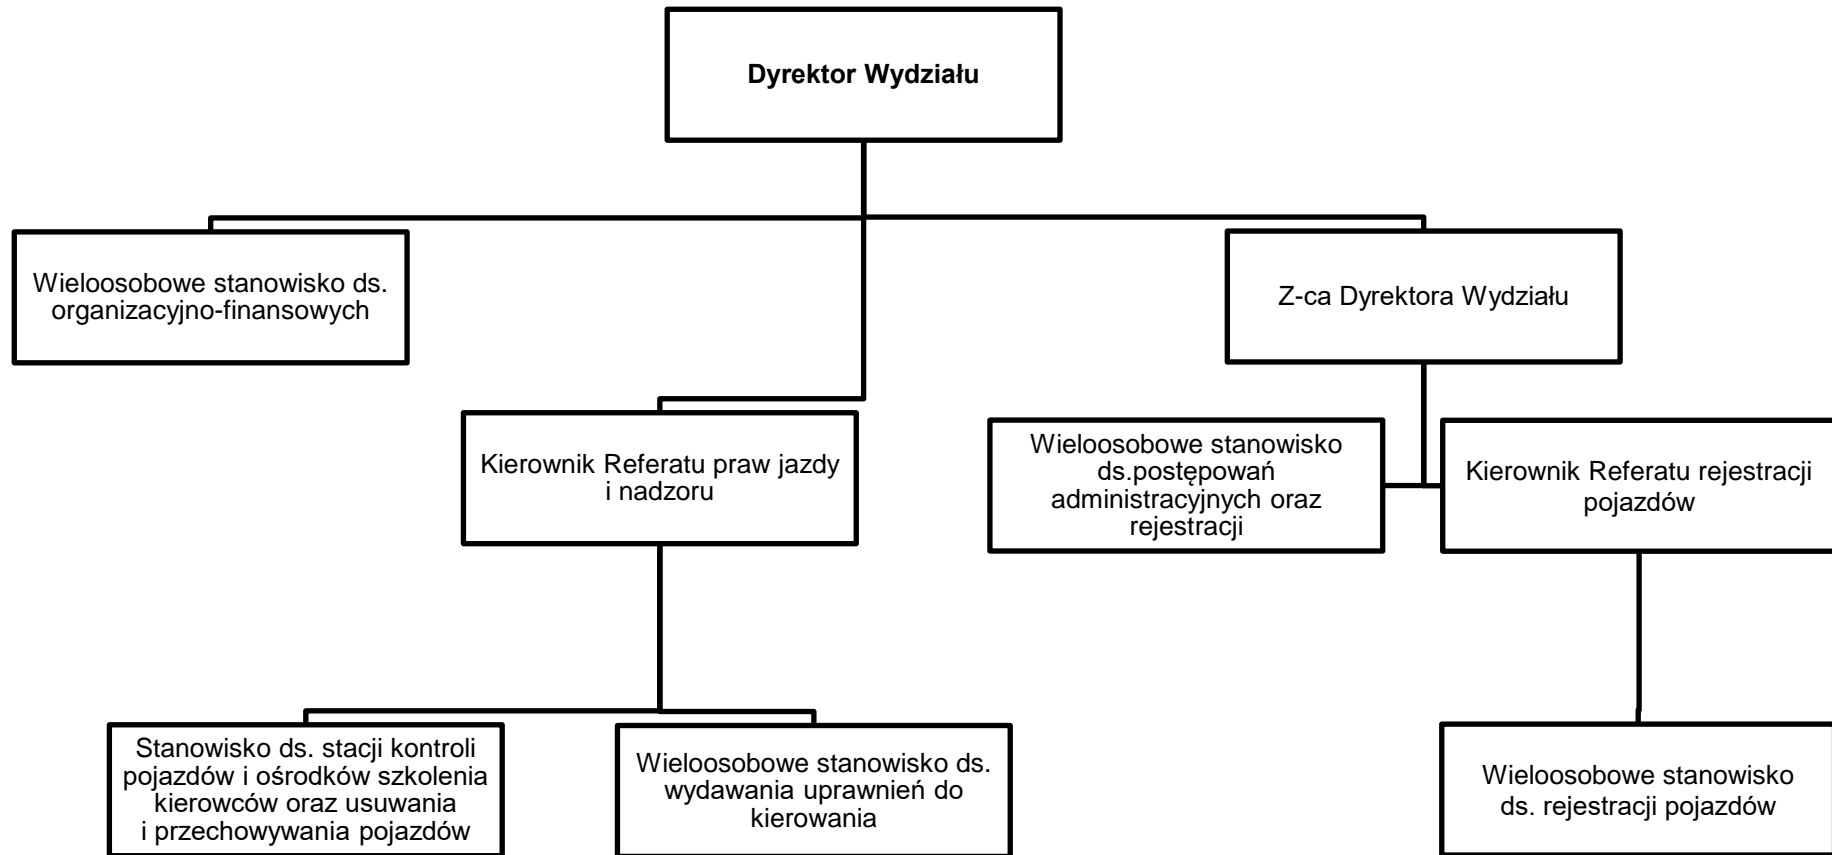 Dyrektor Wydziału
Wieloosobowe stanowisko ds.
organizacyjno-finansowych
Z-ca Dyrektora Wydziału
Kierownik Referatu praw jazdy
i nadzoru
Wieloosobowe stanowisko
ds.postępowań
administracyjnych oraz
rejestracji
Kierownik Referatu rejestracji
pojazdów
Stanowisko ds. stacji kontroli
pojazdów i ośrodków szkolenia
kierowców oraz usuwania
i przechowywania pojazdów
Wieloosobowe stanowisko ds.
wydawania uprawnień do
kierowania
Wieloosobowe stanowisko
ds. rejestracji pojazdów